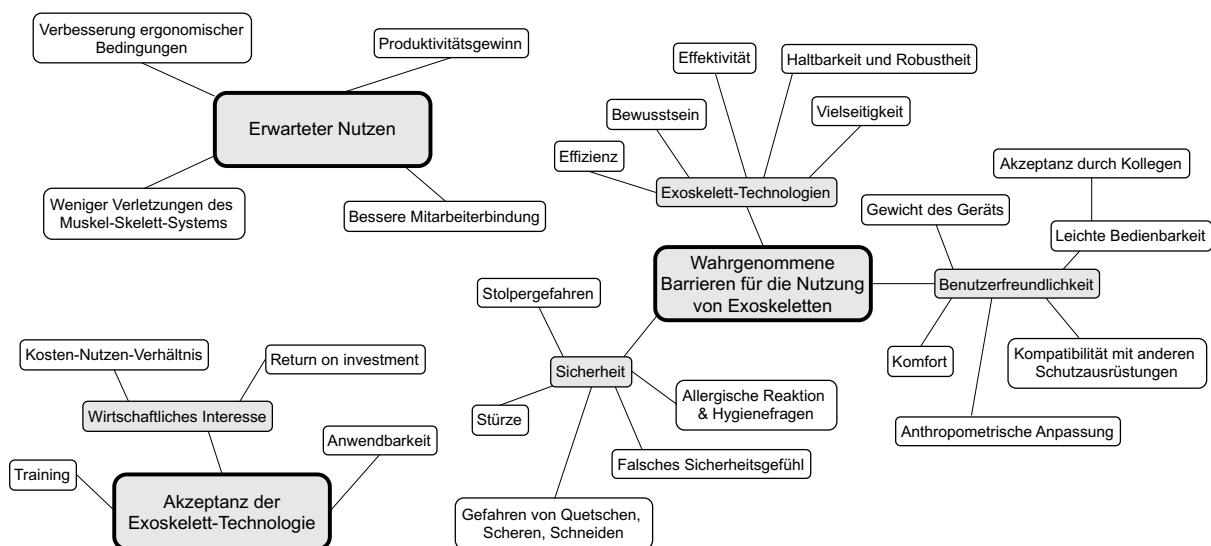 Verbesserung ergonomischer
Bedingungen
Produktivitätsgewinn
Erwarteter Nutzen
Weniger Verletzungen des
Muskel-Skelett-Systems
Bessere Mitarbeiterbindung
Effektivität
Haltbarkeit und Robustheit
Bewusstsein
Vielseitigkeit
Effizienz
Exoskelett-Technologien
Akzeptanz durch Kollegen
Gewicht des Geräts
Leichte Bedienbarkeit
Wahrgenommene
Barrieren für die Nutzung
von Exoskeletten
Benutzerfreundlichkeit
Komfort
Kompatibilität mit anderen
Schutzausrüstungen
Anthropometrische Anpassung
Stolpergefahren
Sicherheit
Stürze
Allergische Reaktion
& Hygienefragen
Falsches Sicherheitsgefühl
Gefahren von Quetschen,
Scheren, Schneiden
Kosten-Nutzen-Verhältnis
Return on investment
Wirtschaftliches Interesse
Anwendbarkeit
Training
Akzeptanz der
Exoskelett-Technologie